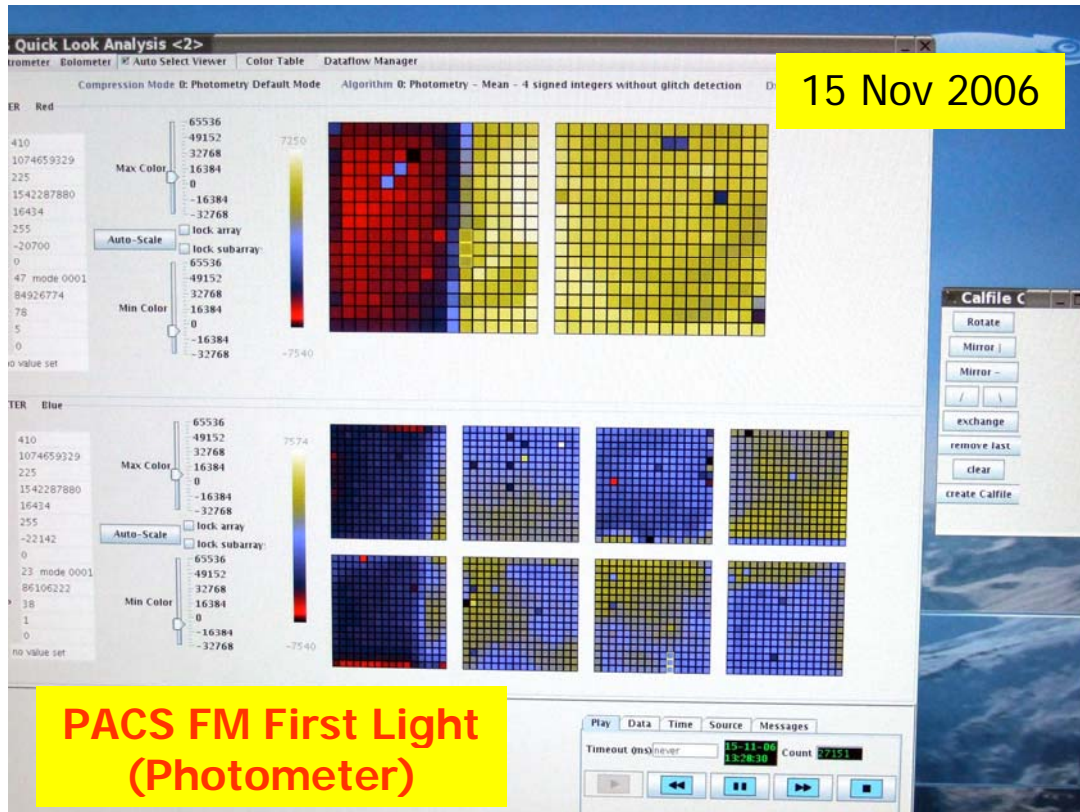 Quick Look Analysis <2>
15 Nov 2006
Bolometer Auto Select Viewer Color Table Dataflow Manager
Compression Mode 0: Photometry Default Mode Algorithm 0: Photometry - Mean - 4 signed integers without glitch detection
ER Red
410
1074659329
225
1542287880
16434
255
-20700
0
47 mode 0001
84926774
78
5
0
no value set
Max Color
65536
49152
32768
16384
0
-16384
-32768
Auto-Scale
lock array
lock subarray
Min Color
65536
49152
32768
16384
0
-16384
-32768
7250
-7540
Calfile C
Rotate
Mirror |
Mirror -
/ \
exchange
remove last
clear
create Calfile
TER Blue
410
1074659329
225
1542287880
16434
255
-22142
0
23 mode 0001
86106222
38
1
0
no value set
Max Color
65536
49152
32768
16384
0
-16384
-32768
Auto-Scale
lock array
lock subarray
Min Color
65536
49152
32768
16384
0
-16384
-32768
7574
-7540
PACS FM First Light
(Photometer)
Play Data Time Source Messages
Timeout (ms) never 15-11-06 Count 27151
13:28:30